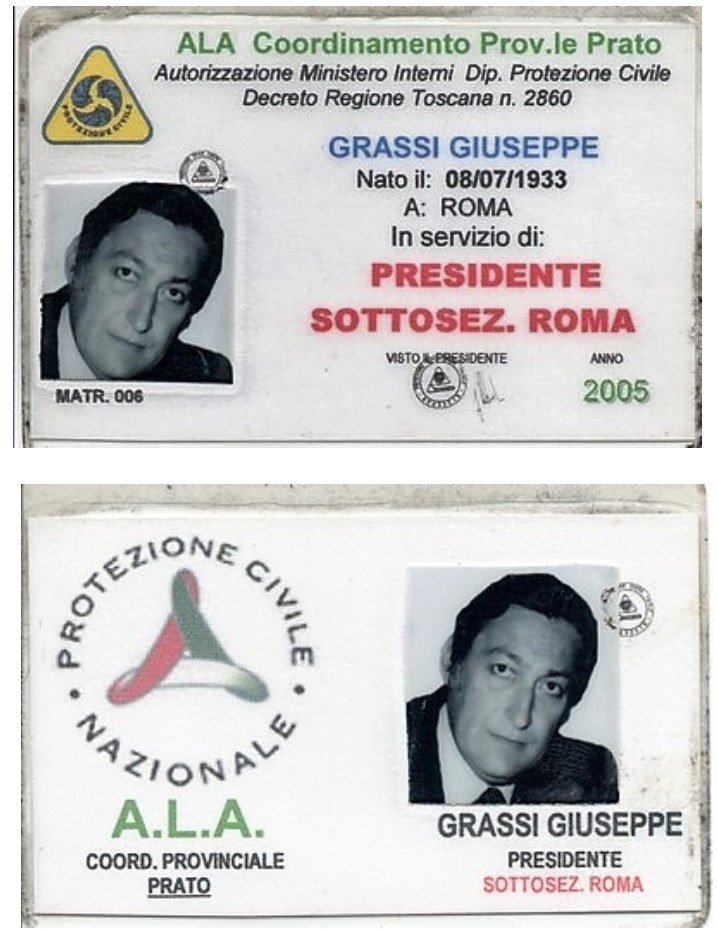 ALA Coordinamento Prov.le Prato
Autorizzazione Ministero Interni Dip. Protezione Civile
Decreto Regione Toscana n. 2860
PROTEZIONE CIVILE
GRASSI GIUSEPPE
Nato il: 08/07/1933
A: ROMA
In servizio di:
PRESIDENTE
SOTTOSEZ. ROMA
VISTO IL PRESIDENTE
ANNO
MATR. 006
2005
PROTEZIONE CIVILE
NAZIONALE
A.L.A.
COORD. PROVINCIALE
PRATO
GRASSI GIUSEPPE
PRESIDENTE
SOTTOSEZ. ROMA